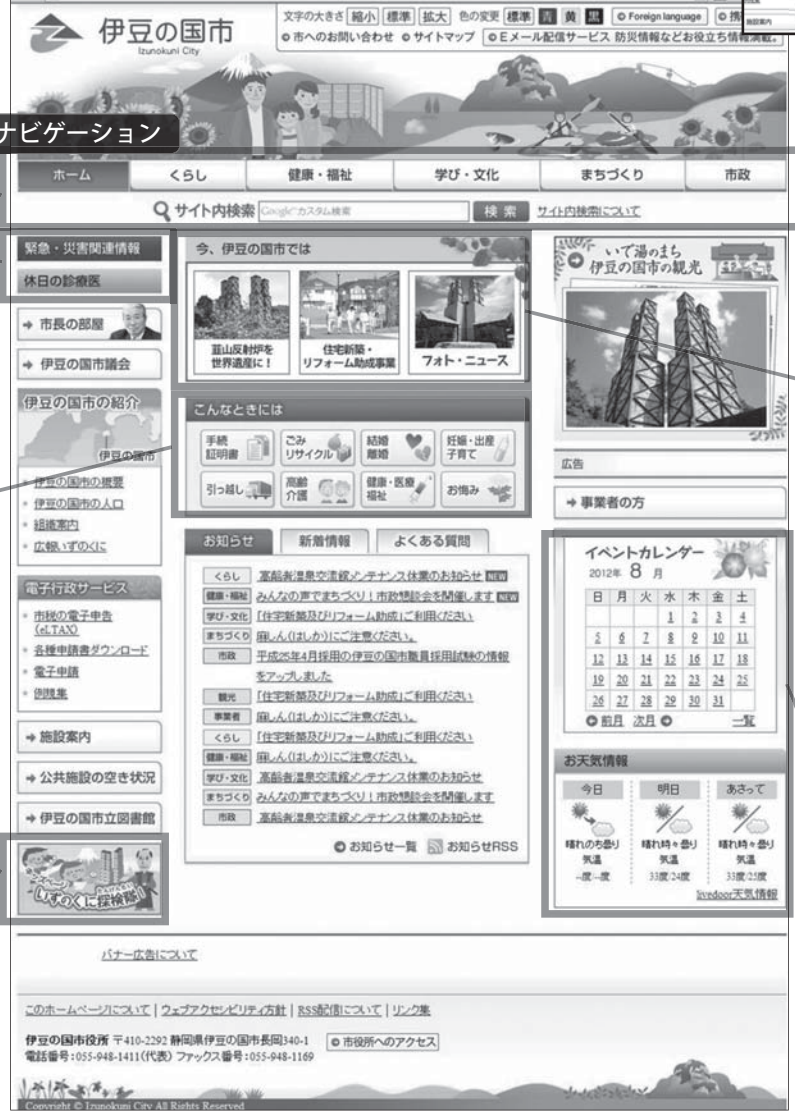 伊豆の国市
Izunokuni City
文字の大きさ 縮小 標準 拡大 色の変更 標準 青 黄 黒 Foreign language
市へのお問い合わせ サイトマップ Eメール配信サービス 防災情報などお役立ち情報満載。
施設案内
ナビゲーション
ホーム くらし 健康・福祉 学び・文化 まちづくり 市政
サイト内検索 Google カスタム検索 検索 サイト内検索について
緊急・災害関連情報
休日の診療医
市長の部屋
伊豆の国市議会
伊豆の国市の紹介
伊豆の国市
伊豆の国市の概要
伊豆の国市の人口
組織案内
広報いずのくに
電子行政サービス
市税の電子申告
(eLTAX)
各種申請書ダウンロード
電子申請
例規集
施設案内
公共施設の空き状況
伊豆の国市立図書館
いずのくに探検隊
今、伊豆の国市では
韮山反射炉を
世界遺産に!
住宅新築・
リフォーム助成事業
フォト・ニュース
こんなときには
手続
証明書
ごみ
リサイクル
結婚
離婚
妊娠・出産
子育て
引っ越し
高齢
介護
健康・医療
福祉
お悔み
お知らせ 新着情報 よくある質問
くらし 高齢者温泉交流館メンテナンス休業のお知らせ NEW
健康・福祉 みんなの声でまちづくり!市政懇談会を開催します NEW
学び・文化 「住宅新築及びリフォーム助成」ご利用ください
まちづくり 麻しん(はしか)にご注意ください。
市政 平成25年4月採用の伊豆の国市職員採用試験の情報
をアップしました
観光 「住宅新築及びリフォーム助成」ご利用ください
事業者 麻しん(はしか)にご注意ください。
くらし 「住宅新築及びリフォーム助成」ご利用ください
健康・福祉 麻しん(はしか)にご注意ください。
学び・文化 高齢者温泉交流館メンテナンス休業のお知らせ
まちづくり みんなの声でまちづくり!市政懇談会を開催します
市政 高齢者温泉交流館メンテナンス休業のお知らせ
お知らせ一覧 お知らせRSS
いで湯のまち
伊豆の国市の観光
広告
事業者の方
イベントカレンダー
2012年 8 月
日 月 火 水 木 金 土
1 2 3 4
5 6 7 8 9 10 11
12 13 14 15 16 17 18
19 20 21 22 23 24 25
26 27 28 29 30 31
前月 次月 一覧
お天気情報
今日 明日 あさって
晴れのち曇り 晴れ時々曇り 晴れ時々曇り
気温 気温 気温
--度/--度 33度/24度 33度/25度
livedoor天気情報
バナー広告について
このホームページについて | ウェブアクセシビリティ方針 | RSS配信について | リンク集
伊豆の国市役所 〒410-2292 静岡県伊豆の国市長岡340-1 市役所へのアクセス
電話番号:055-948-1411(代表) ファックス番号:055-948-1169
Copyright © Izunokuni City All Rights Reserved